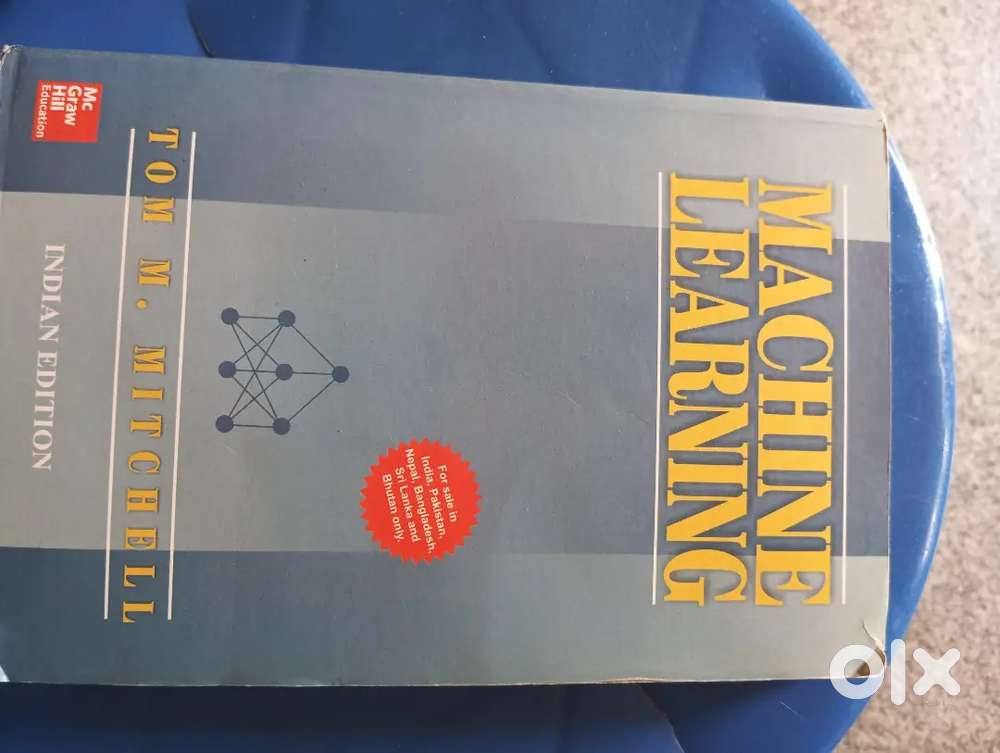 MACHINE
LEARNING
For sale in
India, Pakistan,
Nepal, Bangladesh,
Sri Lanka and
Bhutan only.
TOM M. MITCHELL
Mc
Graw
Hill
Education
INDIAN EDITION
olx